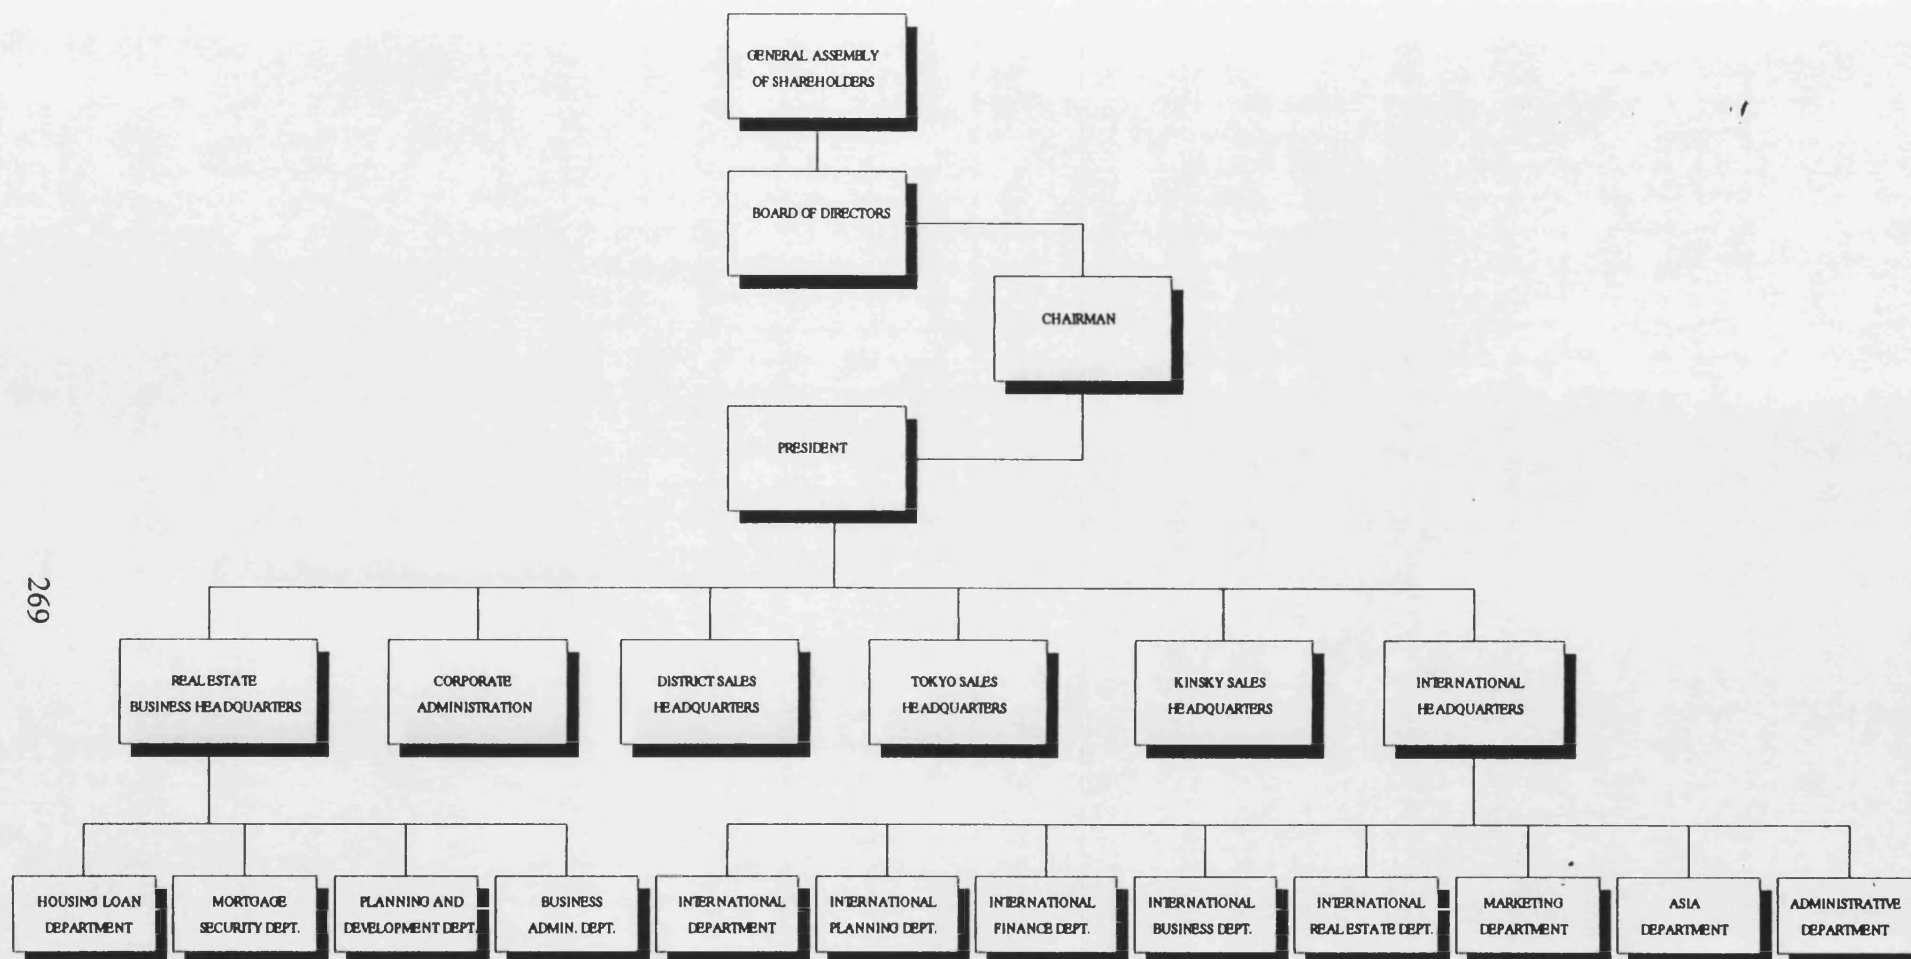 GENERAL ASSEMBLY
OF SHAREHOLDERS
BOARD OF DIRECTORS
CHAIRMAN
PRESIDENT
269
REAL ESTATE
BUSINESS HEADQUARTERS
CORPORATE
ADMINISTRATION
DISTRICT SALES
HEADQUARTERS
TOKYO SALES
HEADQUARTERS
KINSKY SALES
HEADQUARTERS
INTERNATIONAL
HEADQUARTERS
HOUSING LOAN
DEPARTMENT
MORTGAGE
SECURITY DEPT.
PLANNING AND
DEVELOPMENT DEPT.
BUSINESS
ADMIN. DEPT.
INTERNATIONAL
DEPARTMENT
INTERNATIONAL
PLANNING DEPT.
INTERNATIONAL
FINANCE DEPT.
INTERNATIONAL
BUSINESS DEPT.
INTERNATIONAL
REAL ESTATE DEPT.
MARKETING
DEPARTMENT
ASIA
DEPARTMENT
ADMINISTRATIVE
DEPARTMENT